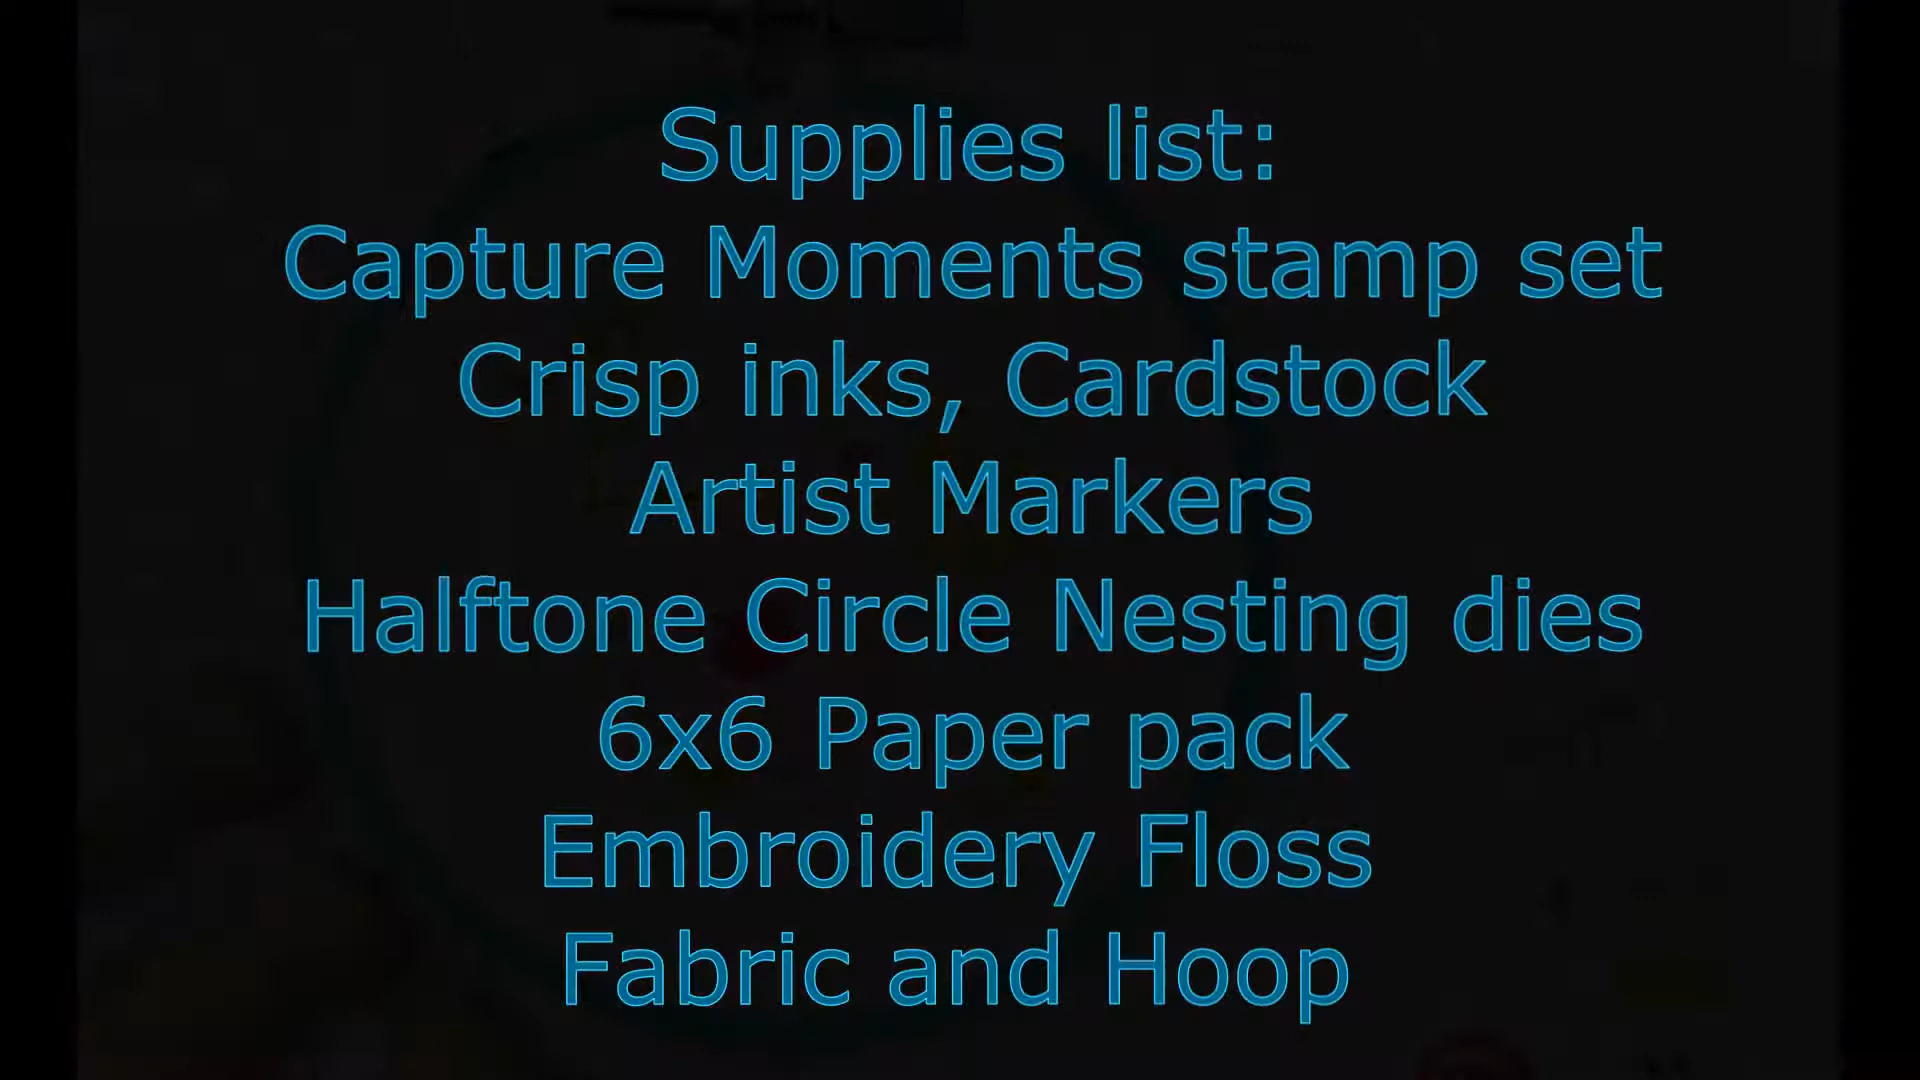 Supplies list:
Capture Moments stamp set
Crisp inks, Cardstock
Artist Markers
Halftone Circle Nesting dies
6x6 Paper pack
Embroidery Floss
Fabric and Hoop